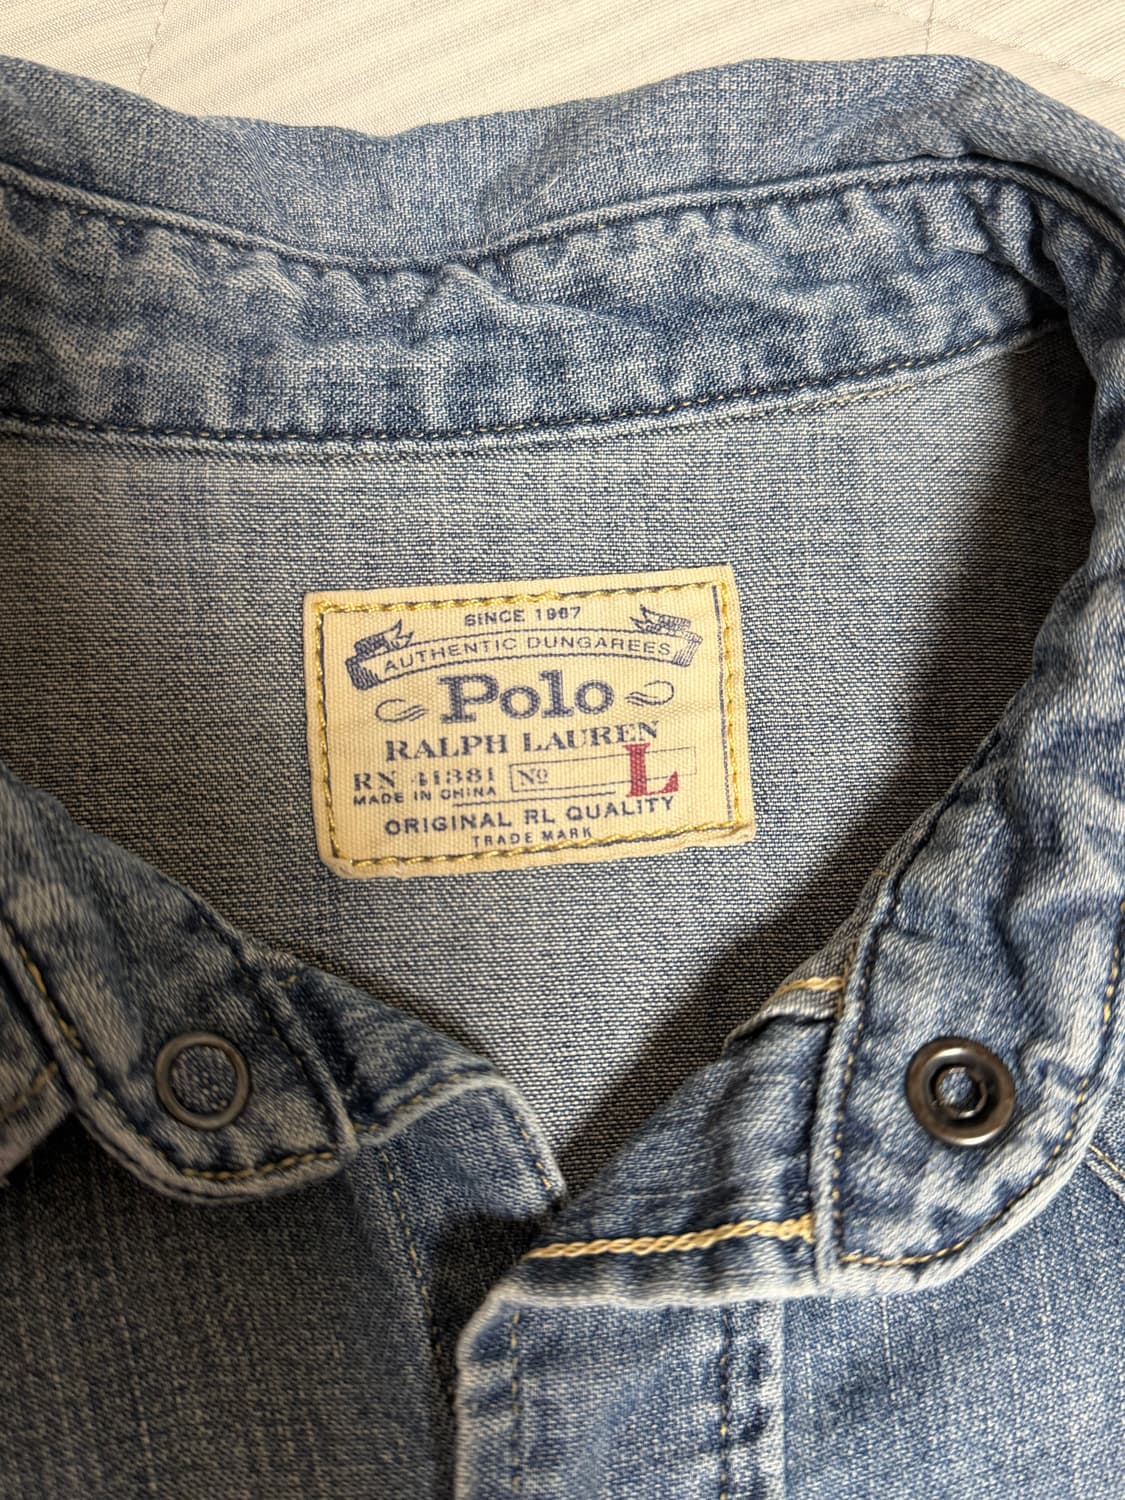 SINCE 1967
AUTHENTIC DUNGAREES
Polo
RALPH LAUREN
RN 41381 No L
MADE IN CHINA
ORIGINAL RL QUALITY
TRADE MARK